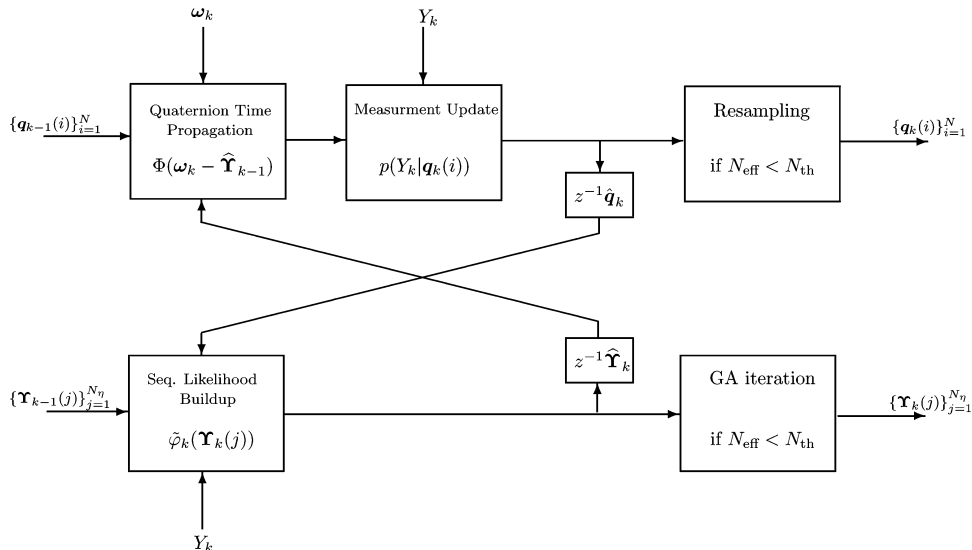 𝝎_k
Y_k
{𝒒_{k−1}(i)}_{i=1}^{N}
Quaternion Time
Propagation
Φ(𝝎_k − 𝚼̂_{k−1})
Measurment Update
p(Y_k|𝒒_k(i))
Resampling
if N_eff < N_th
{𝒒_k(i)}_{i=1}^{N}
z^{−1}𝒒̂_k
z^{−1}𝚼̂_k
{𝚼_{k−1}(j)}_{j=1}^{N_η}
Seq. Likelihood
Buildup
φ̃_k(𝚼_k(j))
GA iteration
if N_eff < N_th
{𝚼_k(j)}_{j=1}^{N_η}
Y_k